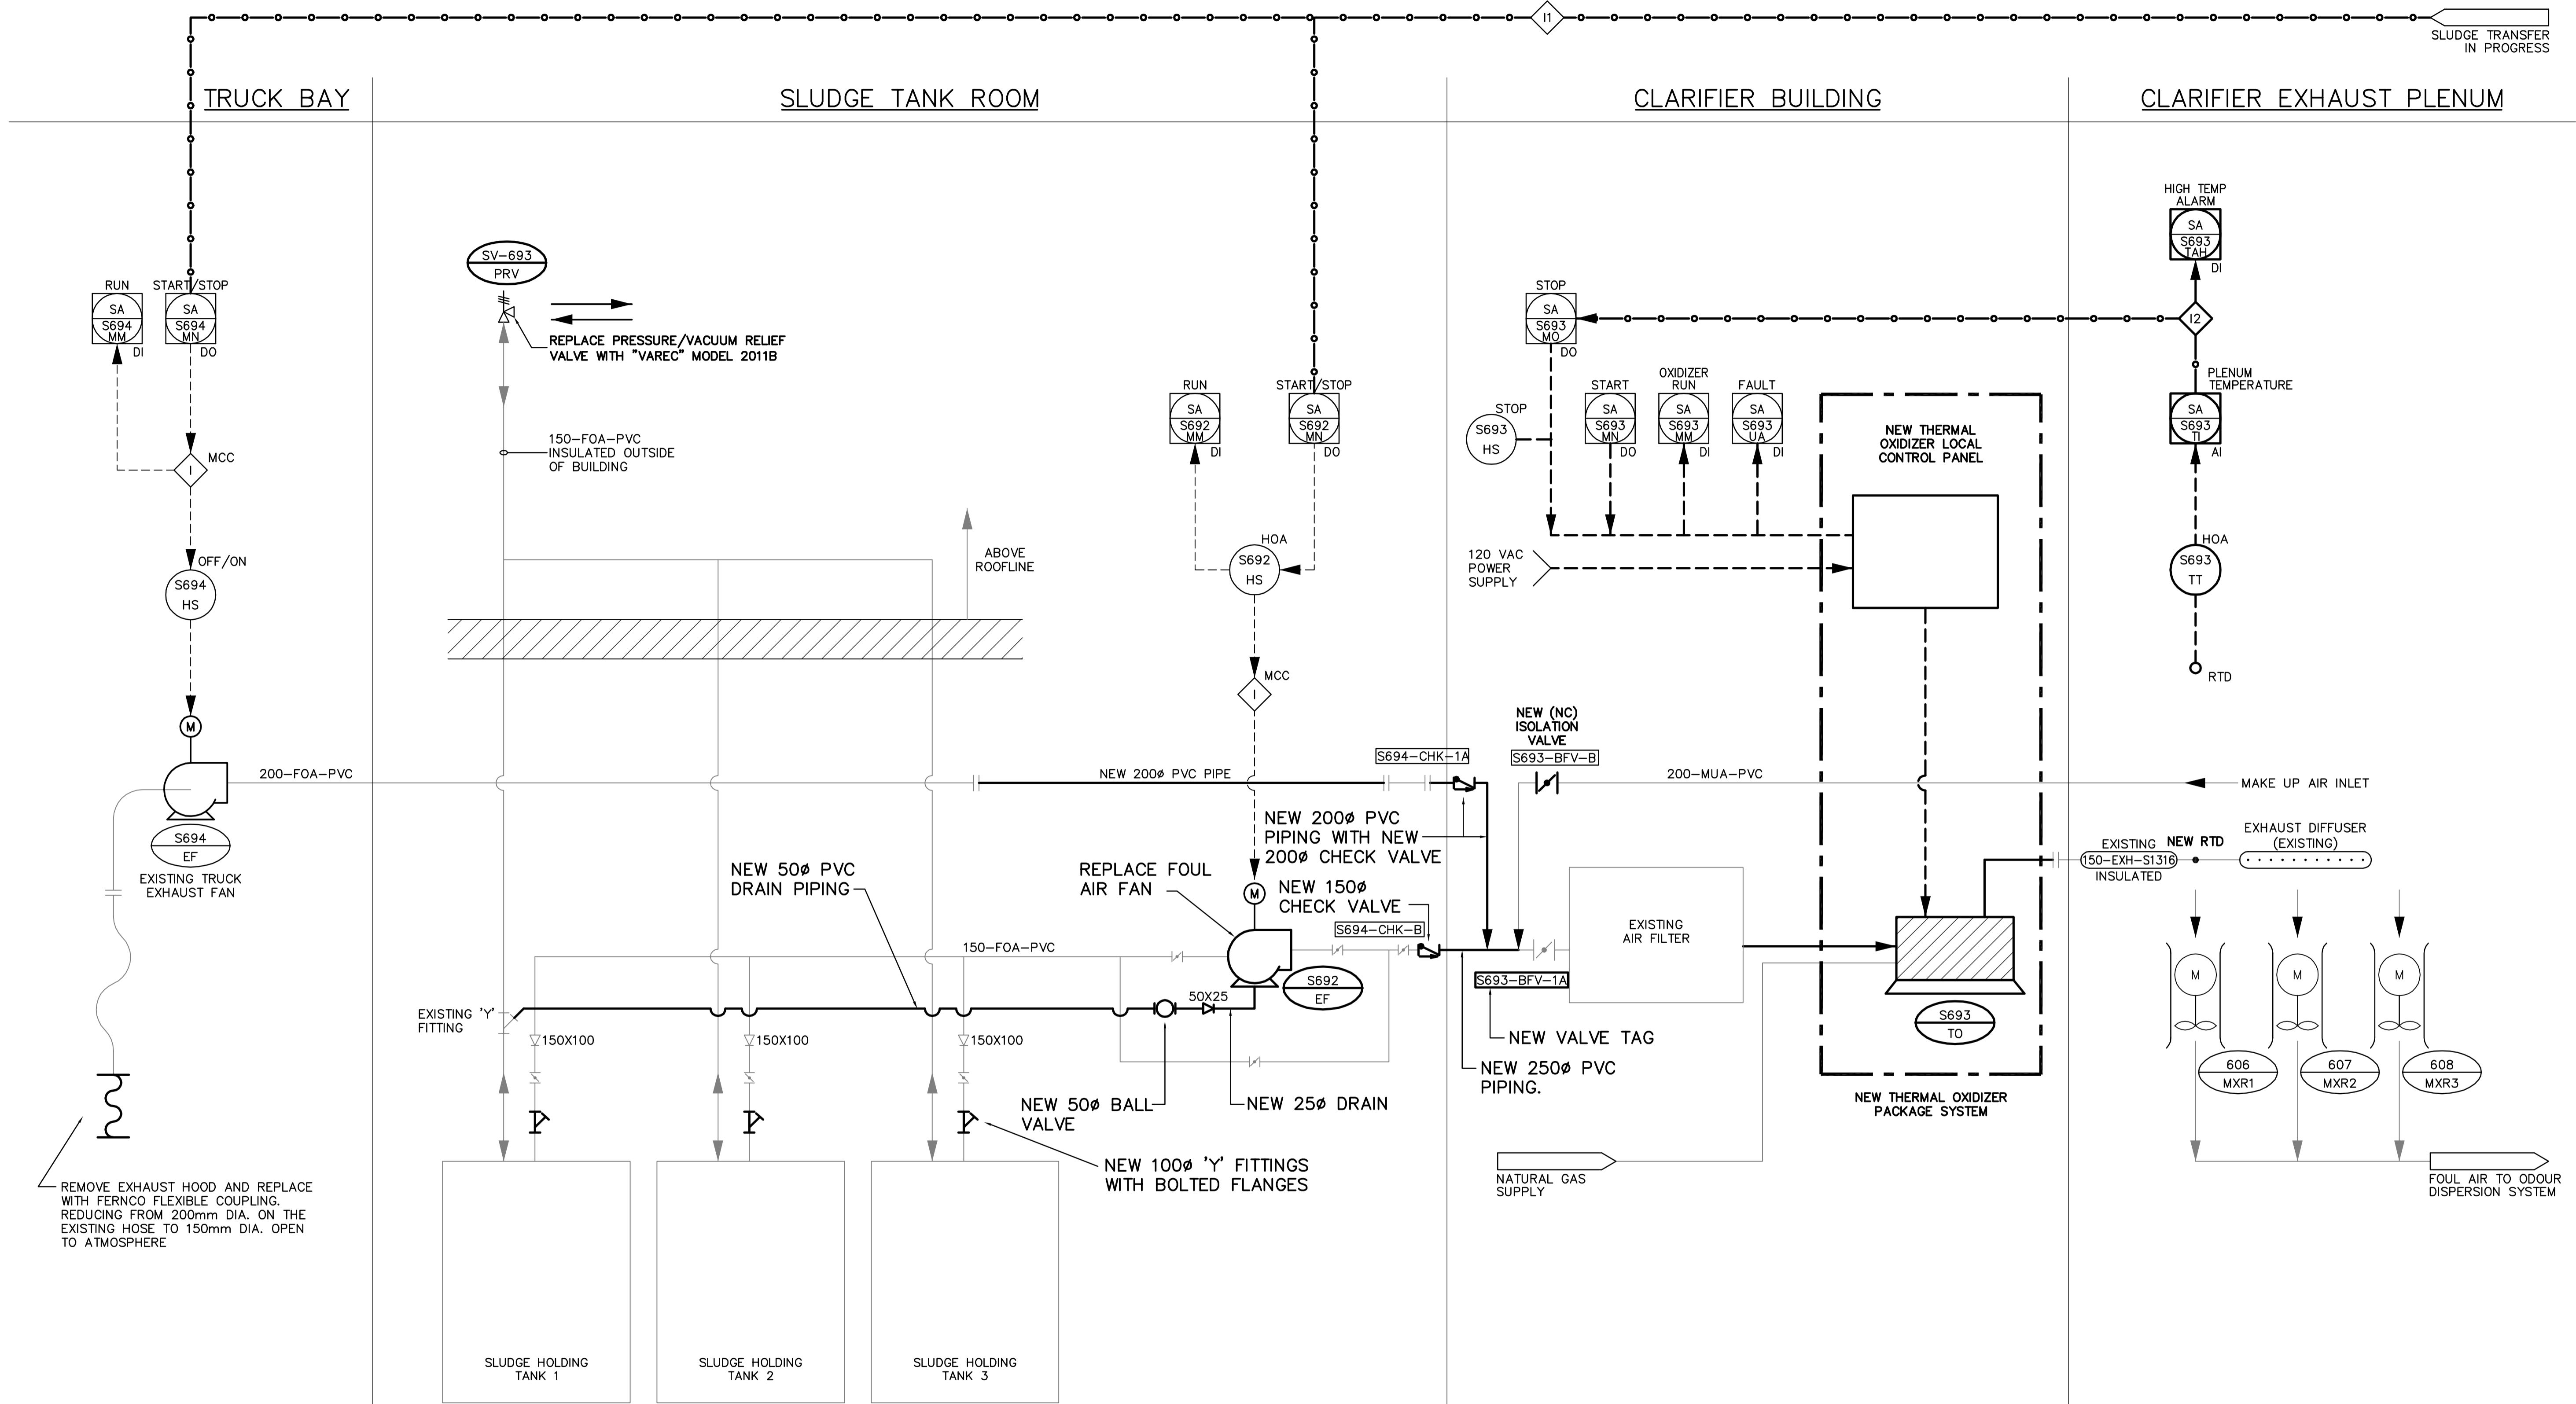 I1
SLUDGE TRANSFER
IN PROGRESS
TRUCK BAY
SLUDGE TANK ROOM
CLARIFIER BUILDING
CLARIFIER EXHAUST PLENUM
RUN
SA
S694
MM
DI
START/STOP
SA
S694
MN
DO
MCC
I
OFF/ON
S694
HS
M
200-FOA-PVC
S694
EF
EXISTING TRUCK
EXHAUST FAN
REMOVE EXHAUST HOOD AND REPLACE
WITH FERNCO FLEXIBLE COUPLING.
REDUCING FROM 200mm DIA. ON THE
EXISTING HOSE TO 150mm DIA. OPEN
TO ATMOSPHERE
SV-693
PRV
REPLACE PRESSURE/VACUUM RELIEF
VALVE WITH "VAREC" MODEL 2011B
150-FOA-PVC
INSULATED OUTSIDE
OF BUILDING
ABOVE
ROOFLINE
RUN
SA
S692
MM
DI
START/STOP
SA
S692
MN
DO
HOA
S692
HS
MCC
I
NEW 200ø PVC PIPE
S694-CHK-1A
NEW 200ø PVC
PIPING WITH NEW
200ø CHECK VALVE
NEW 50ø PVC
DRAIN PIPING
REPLACE FOUL
AIR FAN
M
NEW 150ø
CHECK VALVE
S694-CHK-B
150-FOA-PVC
S692
EF
50X25
EXISTING 'Y'
FITTING
150X100
150X100
150X100
NEW 50ø BALL
VALVE
NEW 25ø DRAIN
NEW 100ø 'Y' FITTINGS
WITH BOLTED FLANGES
SLUDGE HOLDING
TANK 1
SLUDGE HOLDING
TANK 2
SLUDGE HOLDING
TANK 3
STOP
SA
S693
MO
DO
STOP
S693
HS
START
SA
S693
MN
DO
OXIDIZER
RUN
SA
S693
MM
DI
FAULT
SA
S693
UA
DI
120 VAC
POWER
SUPPLY
NEW THERMAL
OXIDIZER LOCAL
CONTROL PANEL
NEW (NC)
ISOLATION
VALVE
S693-BFV-B
200-MUA-PVC
MAKE UP AIR INLET
EXISTING
AIR FILTER
S693-BFV-1A
NEW VALVE TAG
NEW 250ø PVC
PIPING.
S693
TO
NEW THERMAL OXIDIZER
PACKAGE SYSTEM
NATURAL GAS
SUPPLY
HIGH TEMP
ALARM
SA
S693
TAH
DI
I2
PLENUM
TEMPERATURE
SA
S693
TI
AI
HOA
S693
TT
RTD
EXISTING
150-EXH-S1316
INSULATED
NEW RTD
EXHAUST DIFFUSER
(EXISTING)
M
M
M
606
MXR1
607
MXR2
608
MXR3
FOUL AIR TO ODOUR
DISPERSION SYSTEM